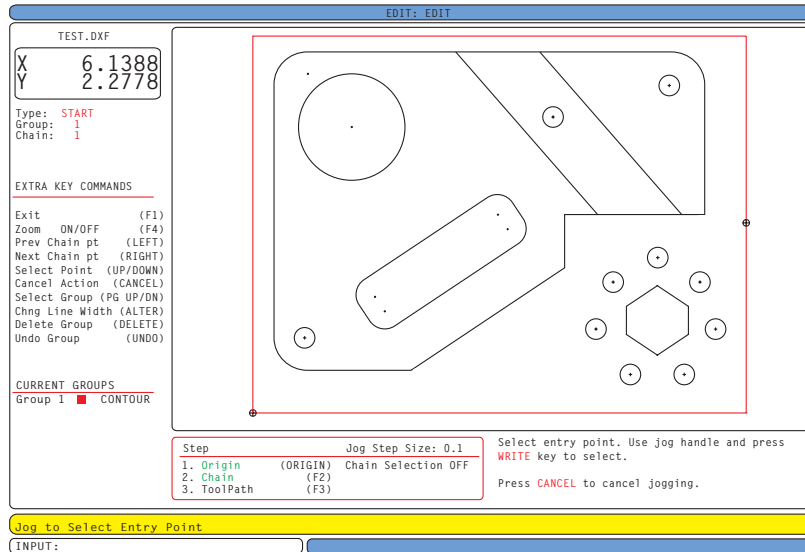 EDIT: EDIT
TEST.DXF
X 6.1388
Y 2.2778
Type: START
Group: 1
Chain: 1
EXTRA KEY COMMANDS
Exit (F1)
Zoom ON/OFF (F4)
Prev Chain pt (LEFT)
Next Chain pt (RIGHT)
Select Point (UP/DOWN)
Cancel Action (CANCEL)
Select Group (PG UP/DN)
Chng Line Width (ALTER)
Delete Group (DELETE)
Undo Group (UNDO)
CURRENT GROUPS
Group 1 CONTOUR
Step Jog Step Size: 0.1
1. Origin (ORIGIN) Chain Selection OFF
2. Chain (F2)
3. ToolPath (F3)
Select entry point. Use jog handle and press
WRITE key to select.
Press CANCEL to cancel jogging.
Jog to Select Entry Point
INPUT: